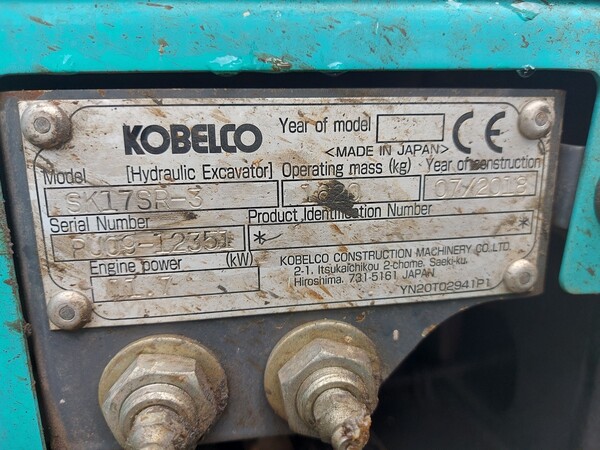 KOBELCO
Year of model
<MADE IN JAPAN>
CE
Model [Hydraulic Excavator] Operating mass (kg) Year of construction
SK17SR-3 07/2018
Serial Number Product Identification Number
PU09-12351 * *
Engine power (kW)
KOBELCO CONSTRUCTION MACHINERY CO.,LTD.
2-1. Itsukaichikou 2-chome. Saeki-ku.
Hiroshima. 731-5161 JAPAN
YN20T02941P1